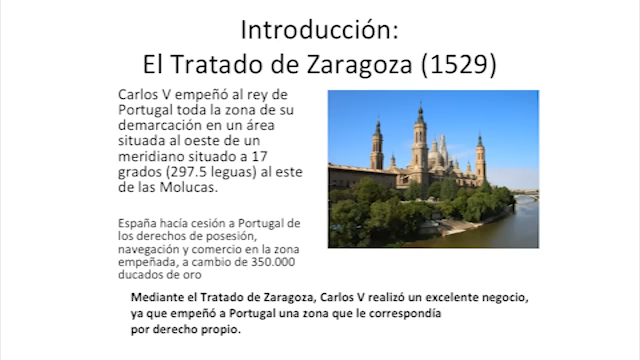 Introducción:
El Tratado de Zaragoza (1529)
Carlos V empeñó al rey de
Portugal toda la zona de su
demarcación en un área
situada al oeste de un
meridiano situado a 17
grados (297.5 leguas) al este
de las Molucas.
España hacía cesión a Portugal de
los derechos de posesión,
navegación y comercio en la zona
empeñada, a cambio de 350.000
ducados de oro
Mediante el Tratado de Zaragoza, Carlos V realizó un excelente negocio,
ya que empeñó a Portugal una zona que le correspondía
por derecho propio.